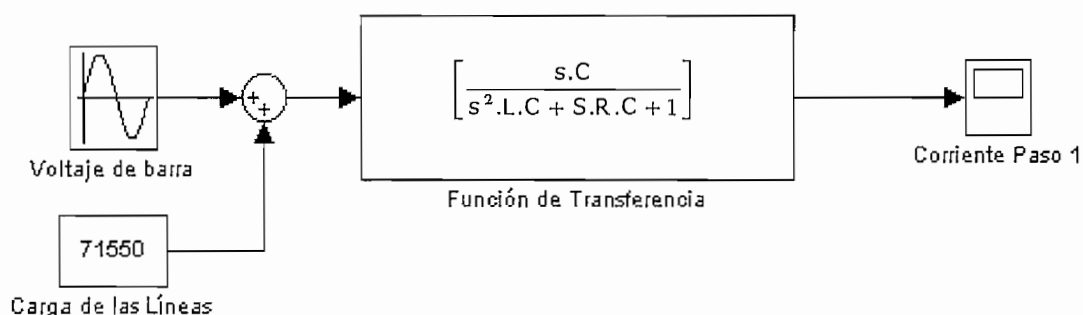 s.C
s².L.C + S.R.C + 1
+
+
Voltaje de barra
Función de Transferencia
Corriente Paso 1
71550
Carga de las Líneas